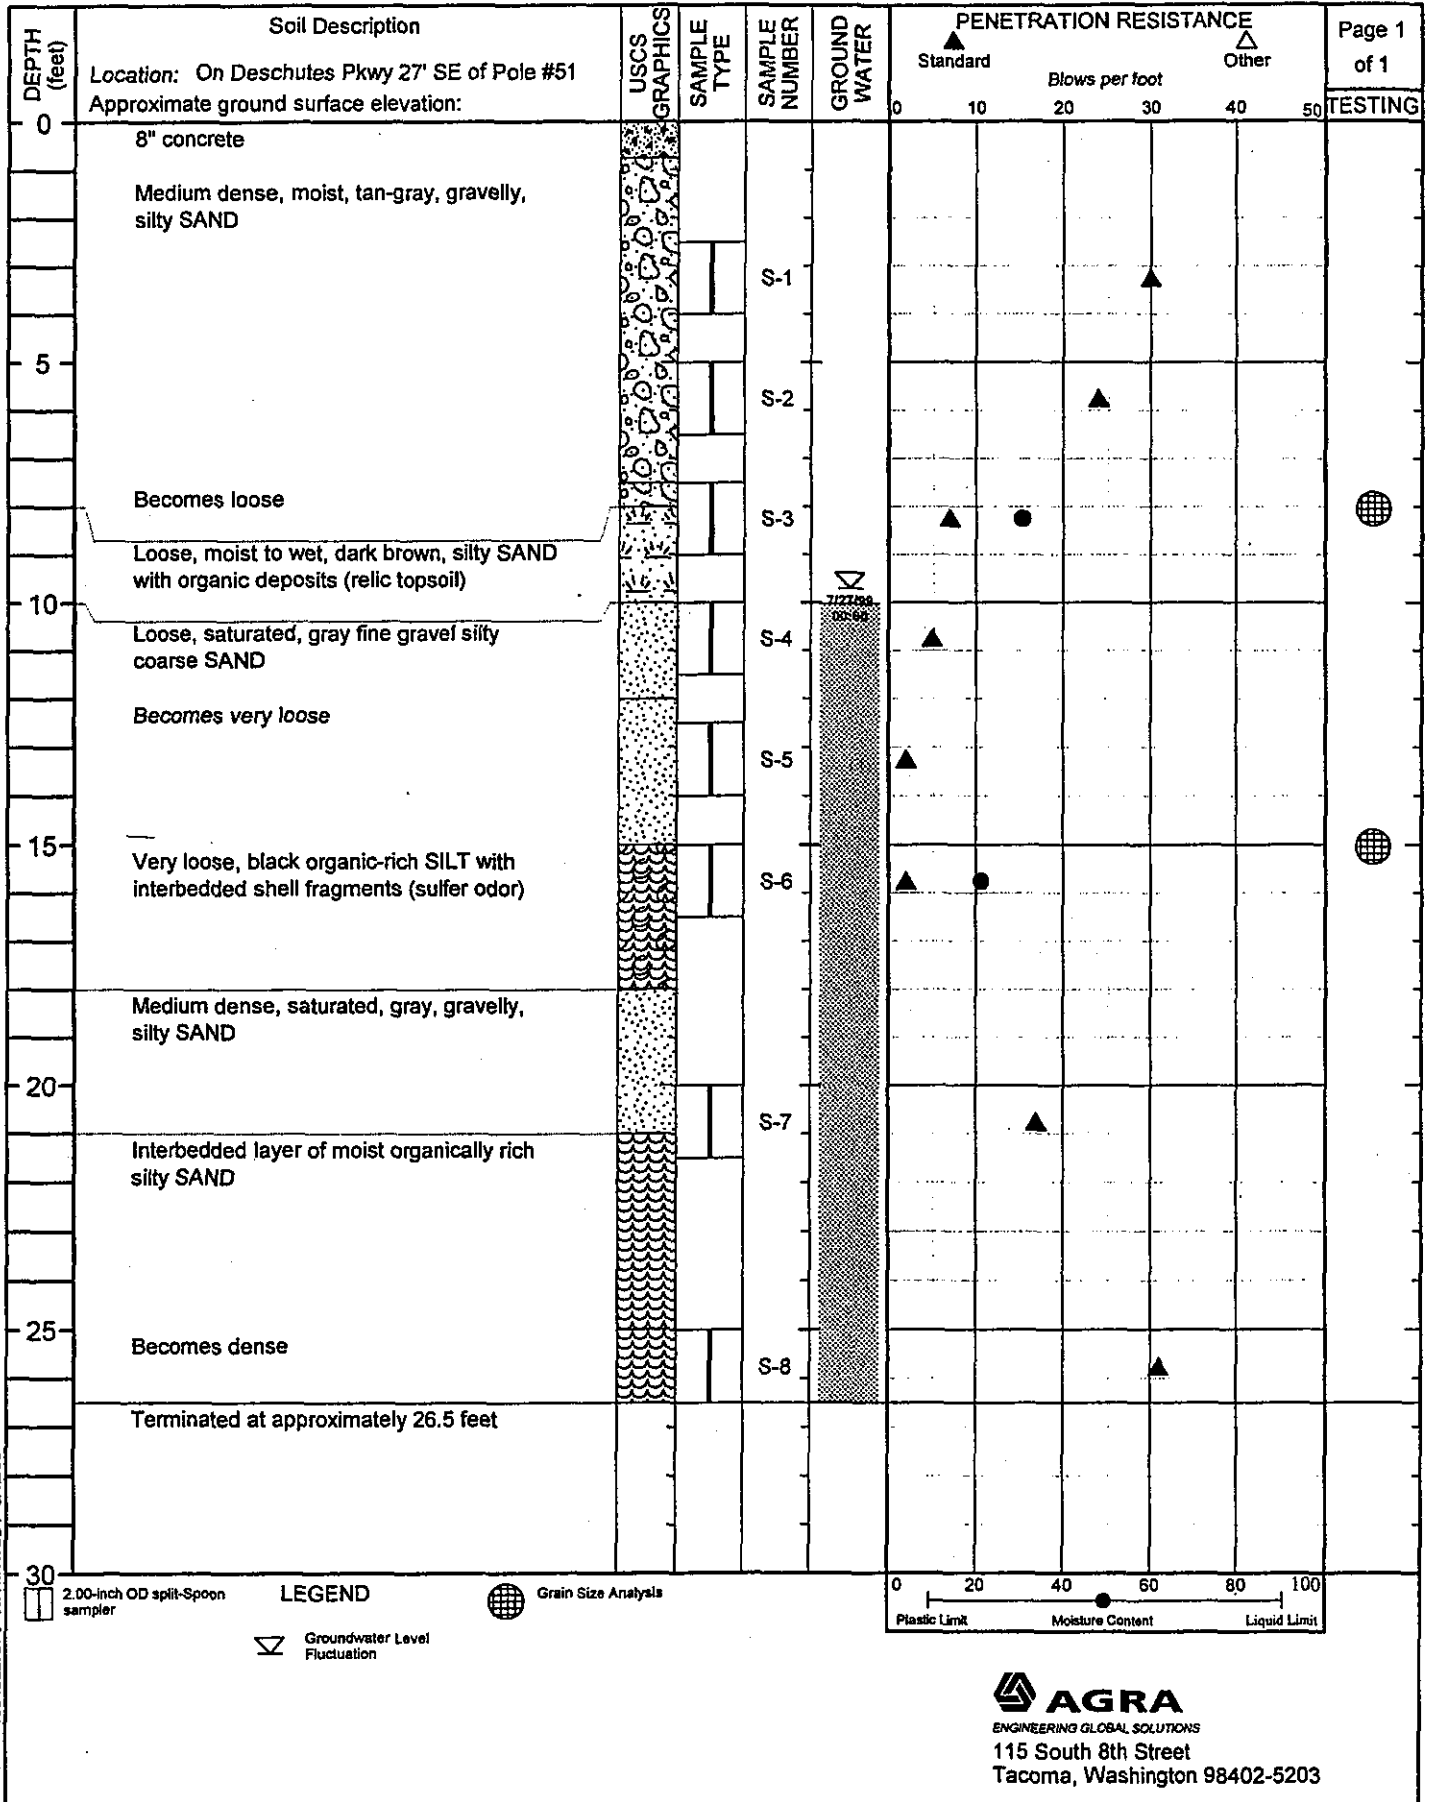 DEPTH (feet)
Soil Description
Location: On Deschutes Pkwy 27' SE of Pole #51
Approximate ground surface elevation:
USCS GRAPHICS
SAMPLE TYPE
SAMPLE NUMBER
GROUND WATER
PENETRATION RESISTANCE
Standard
Other
Blows per foot
0 10 20 30 40 50
Page 1
of 1
TESTING
0
8" concrete
Medium dense, moist, tan-gray, gravelly,
silty SAND
S-1
5
S-2
Becomes loose
S-3
Loose, moist to wet, dark brown, silty SAND
with organic deposits (relic topsoil)
10
7/27/99
00:00
Loose, saturated, gray fine gravel silty
coarse SAND
S-4
Becomes very loose
S-5
15
Very loose, black organic-rich SILT with
interbedded shell fragments (sulfer odor)
S-6
Medium dense, saturated, gray, gravelly,
silty SAND
20
S-7
Interbedded layer of moist organically rich
silty SAND
25
Becomes dense
S-8
Terminated at approximately 26.5 feet
30
2.00-inch OD split-Spoon
sampler
LEGEND
Grain Size Analysis
Groundwater Level
Fluctuation
0 20 40 60 80 100
Plastic Limit Moisture Content Liquid Limit
AGRA
ENGINEERING GLOBAL SOLUTIONS
115 South 8th Street
Tacoma, Washington 98402-5203